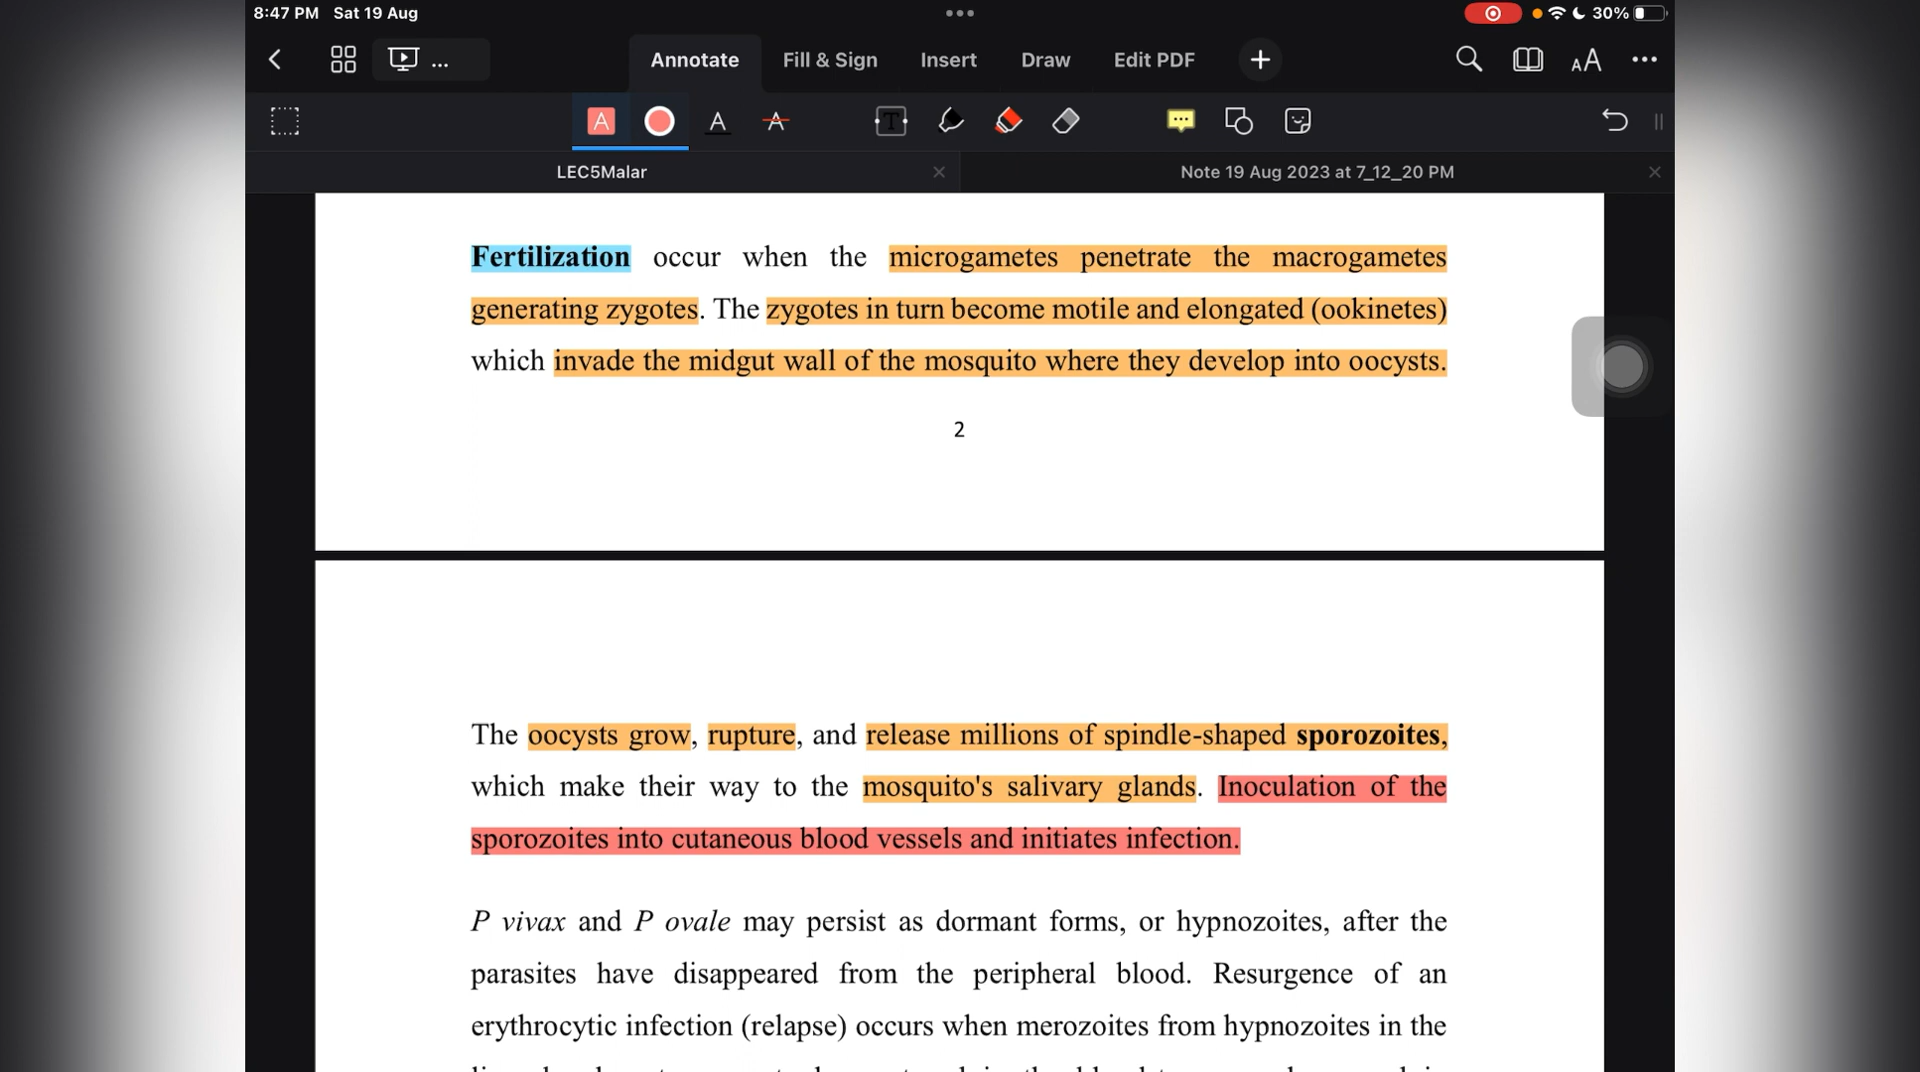 8:47 PM Sat 19 Aug
30%
...
Annotate Fill & Sign Insert Draw Edit PDF
AA
A A A T
LEC5Malar
Note 19 Aug 2023 at 7_12_20 PM
Fertilization occur when the microgametes penetrate the macrogametes
generating zygotes. The zygotes in turn become motile and elongated (ookinetes)
which invade the midgut wall of the mosquito where they develop into oocysts.
2
The oocysts grow, rupture, and release millions of spindle-shaped sporozoites,
which make their way to the mosquito's salivary glands. Inoculation of the
sporozoites into cutaneous blood vessels and initiates infection.
P vivax and P ovale may persist as dormant forms, or hypnozoites, after the
parasites have disappeared from the peripheral blood. Resurgence of an
erythrocytic infection (relapse) occurs when merozoites from hypnozoites in the